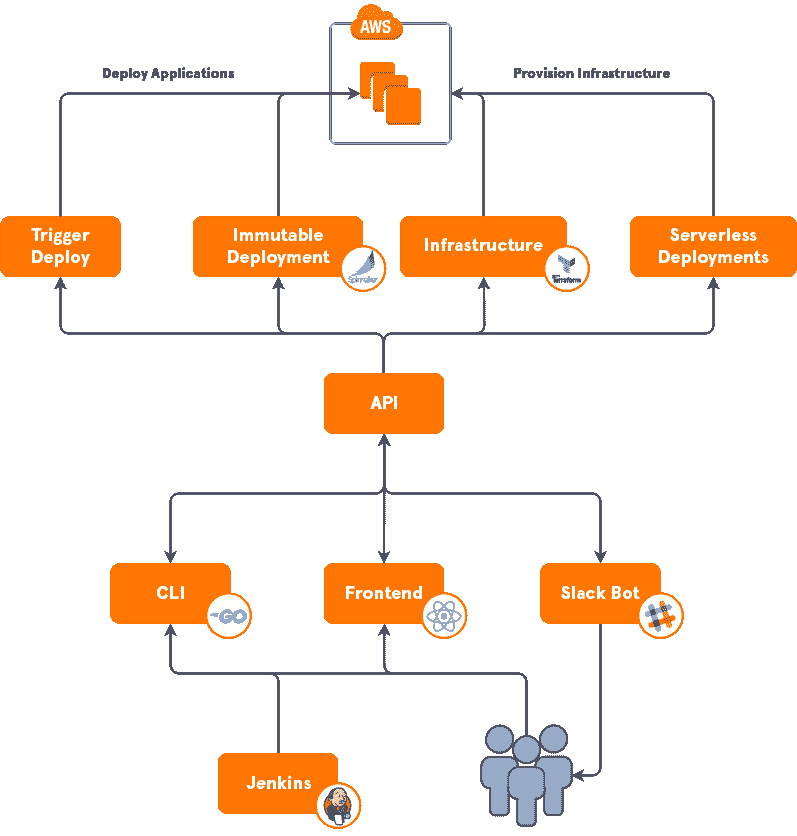 AWS
Deploy Applications
Provision Infrastructure
Trigger
Deploy
Immutable
Deployment
Spinnaker
Infrastructure
Terraform
Serverless
Deployments
API
CLI
GO
Frontend
Slack Bot
Jenkins